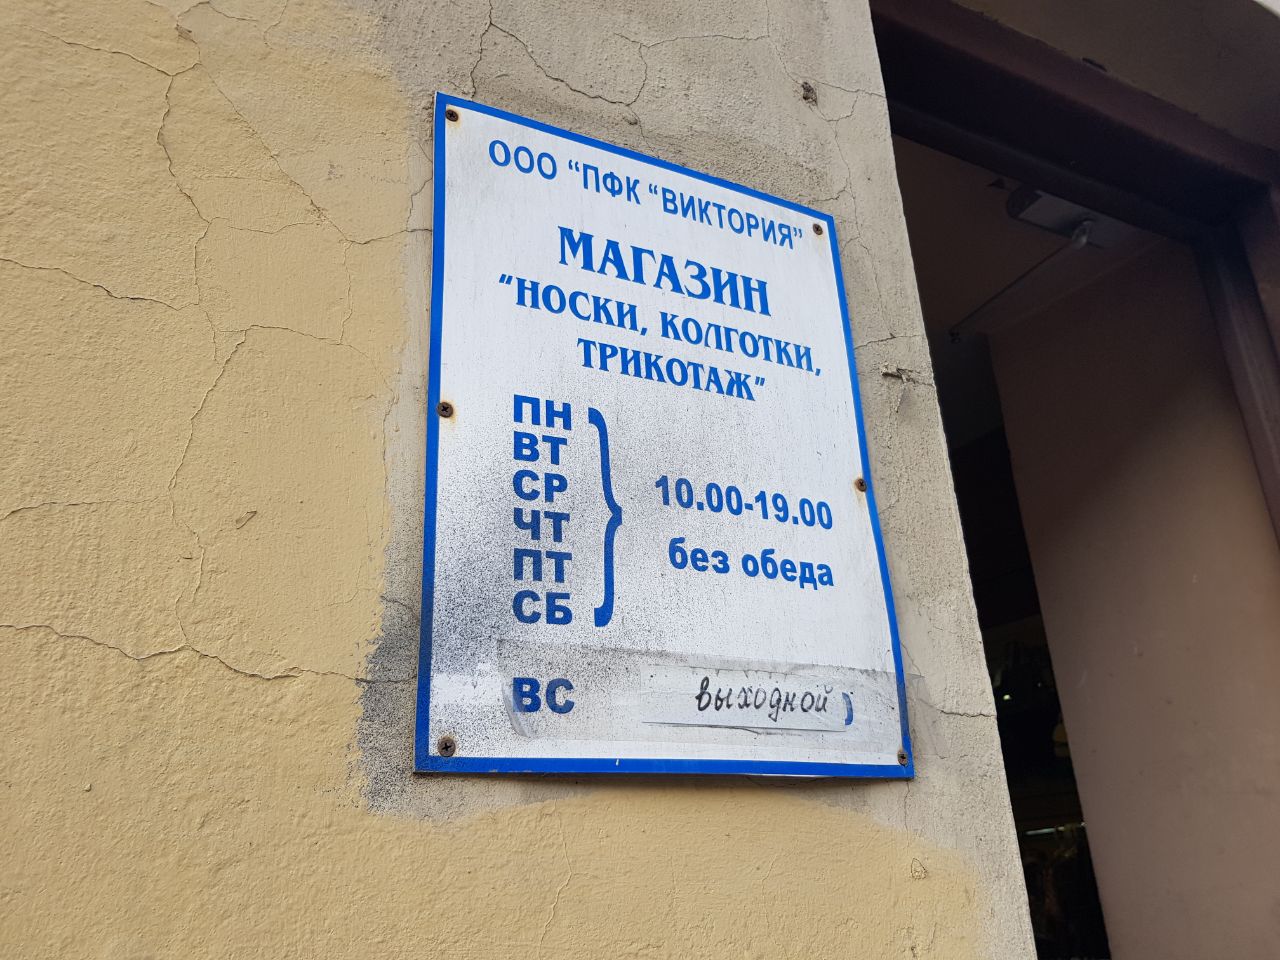 ООО “ПФК “ВИКТОРИЯ”
МАГАЗИН
"НОСКИ, КОЛГОТКИ,
ТРИКОТАЖ"
ПН
ВТ
СР
ЧТ
ПТ
СБ
10.00-19.00
без обеда
ВС выходной